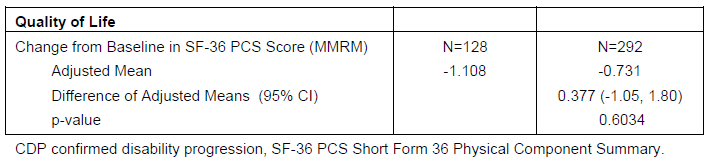 Quality of Life
Change from Baseline in SF-36 PCS Score (MMRM) N=128 N=292
Adjusted Mean -1.108 -0.731
Difference of Adjusted Means (95% CI) 0.377 (-1.05, 1.80)
p-value 0.6034
CDP confirmed disability progression, SF-36 PCS Short Form 36 Physical Component Summary.